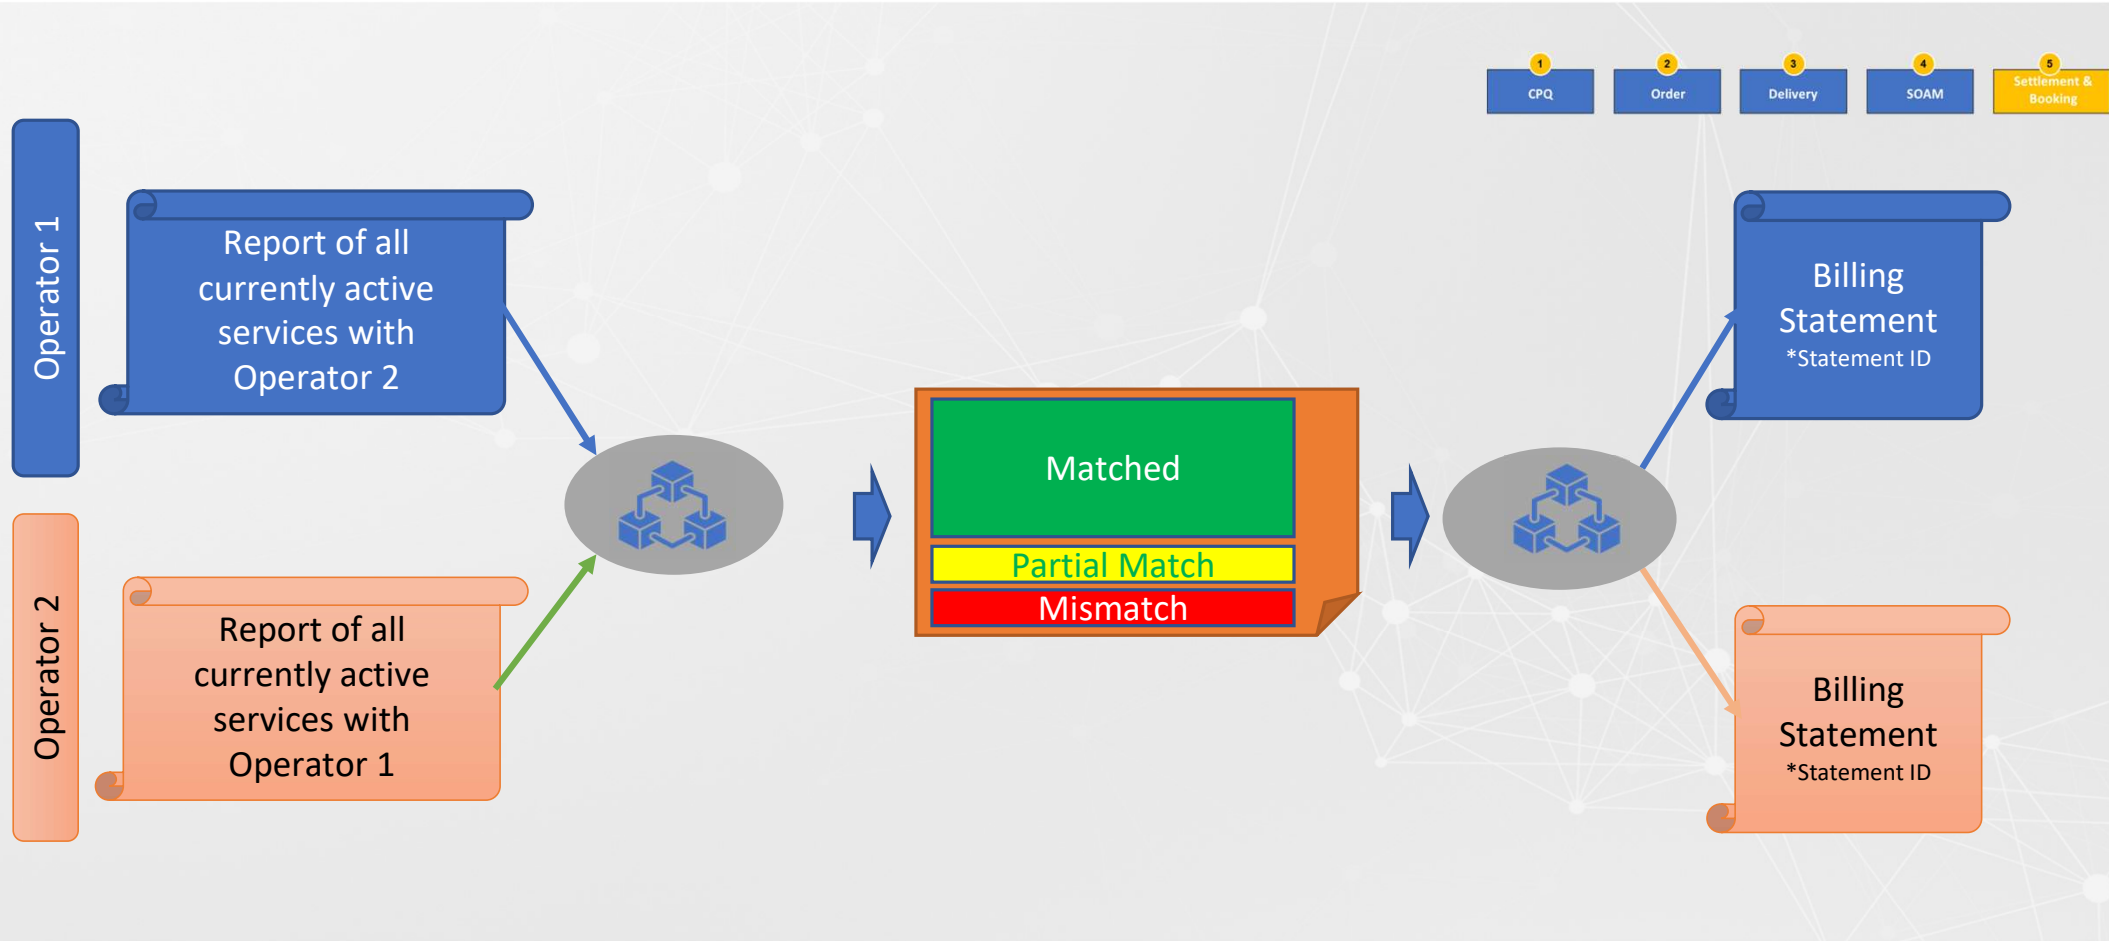 1
2
3
4
5
CPQ
Order
Delivery
SOAM
Settlement &
Booking
Operator 1
Report of all
currently active
services with
Operator 2
Operator 2
Report of all
currently active
services with
Operator 1
Matched
Partial Match
Mismatch
Billing
Statement
*Statement ID
Billing
Statement
*Statement ID